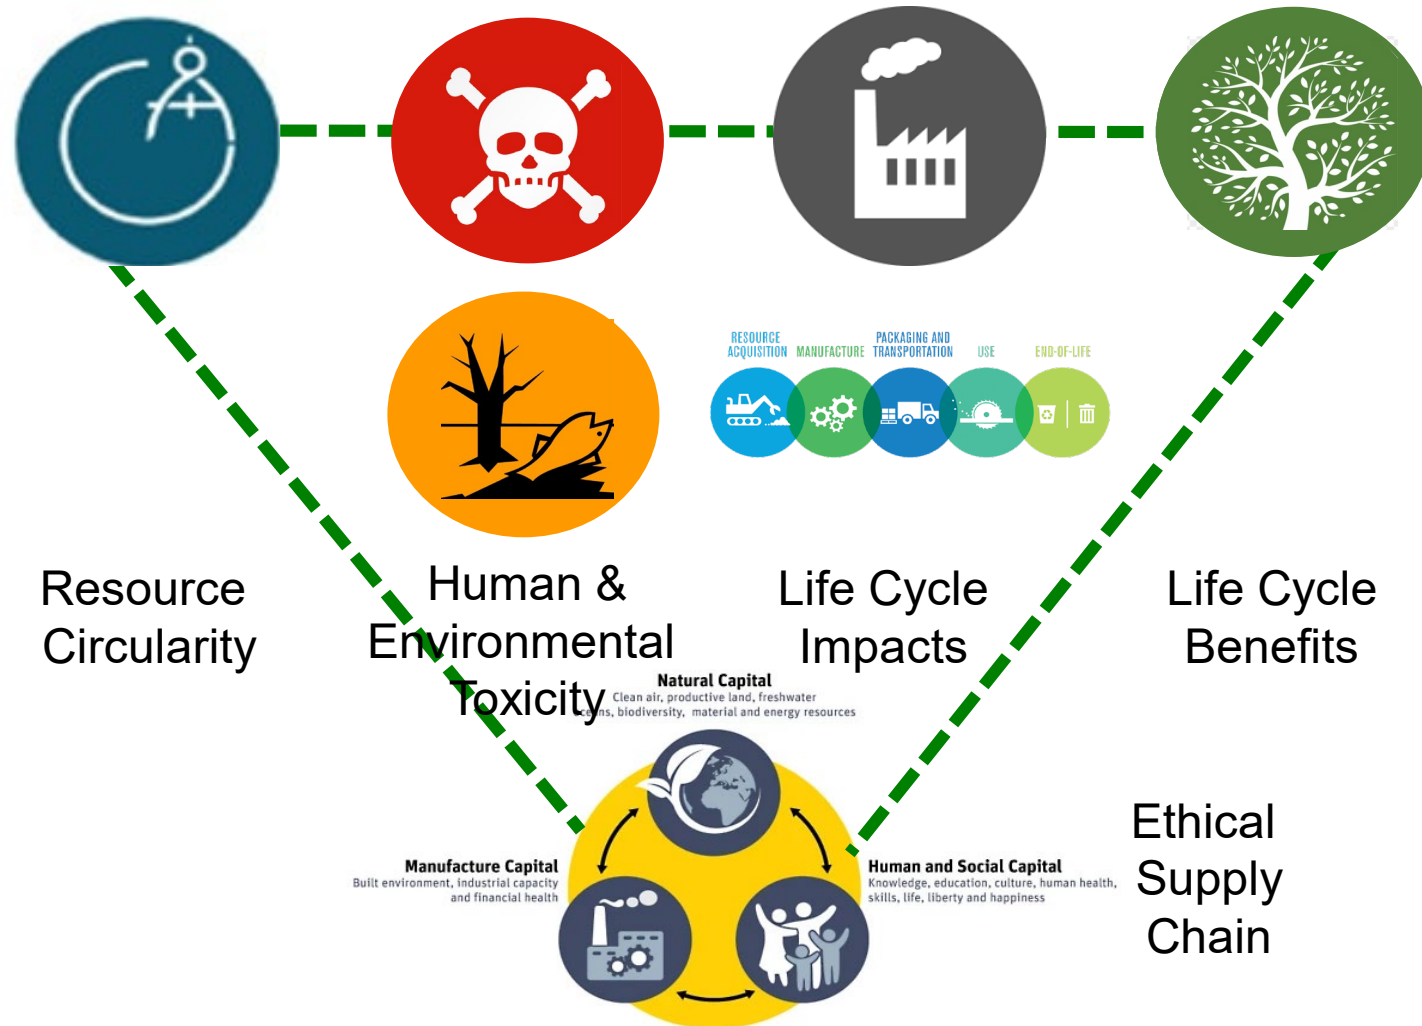 RESOURCE
ACQUISITION
MANUFACTURE
PACKAGING AND
TRANSPORTATION
USE
END-OF-LIFE
Resource
Circularity
Human &
Environmental
Toxicity
Life Cycle
Impacts
Life Cycle
Benefits
Natural Capital
Clean air, productive land, freshwater
biodiversity, material and energy resources
Manufacture Capital
Built environment, industrial capacity
and financial health
Human and Social Capital
Knowledge, education, culture, human health,
skills, life, liberty and happiness
Ethical
Supply
Chain